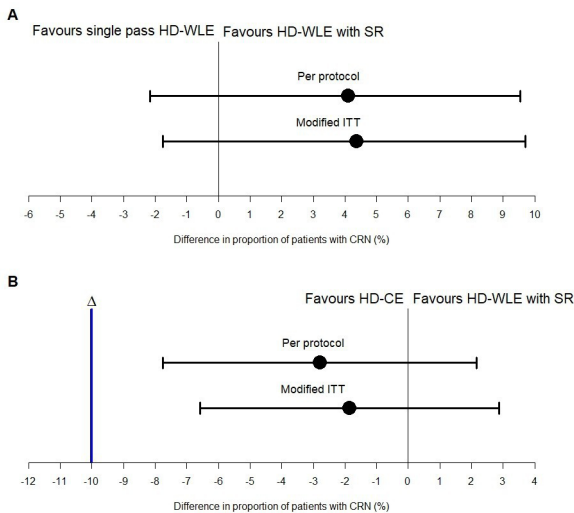 A
Favours single pass HD-WLE Favours HD-WLE with SR
Per protocol
Modified ITT
-6 -5 -4 -3 -2 -1 0 1 2 3 4 5 6 7 8 9 10
Difference in proportion of patients with CRN (%)
B
Δ
Favours HD-CE Favours HD-WLE with SR
Per protocol
Modified ITT
-12 -11 -10 -9 -8 -7 -6 -5 -4 -3 -2 -1 0 1 2 3 4
Difference in proportion of patients with CRN (%)